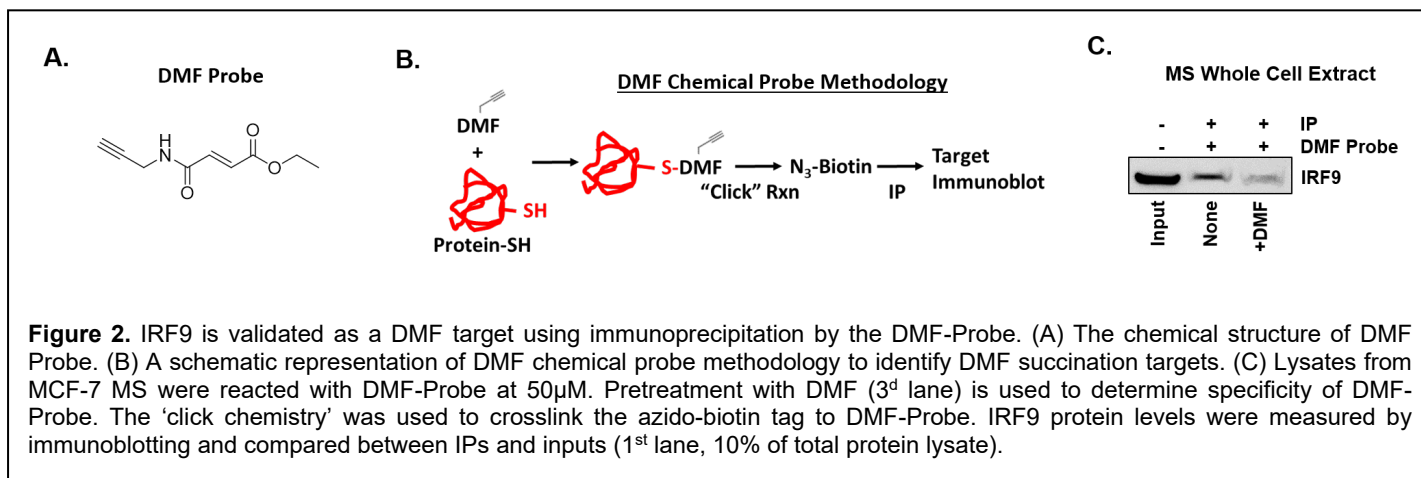 A.
DMF Probe
H
N
O
O
O
B.
DMF Chemical Probe Methodology
DMF
+
SH
Protein-SH
S-DMF
"Click" Rxn
N3-Biotin
IP
Target
Immunoblot
C.
MS Whole Cell Extract
- + + IP
- + + DMF Probe
IRF9
Input
None
+DMF
Figure 2. IRF9 is validated as a DMF target using immunoprecipitation by the DMF-Probe. (A) The chemical structure of DMF
Probe. (B) A schematic representation of DMF chemical probe methodology to identify DMF succination targets. (C) Lysates from
MCF-7 MS were reacted with DMF-Probe at 50µM. Pretreatment with DMF (3d lane) is used to determine specificity of DMF-
Probe. The 'click chemistry' was used to crosslink the azido-biotin tag to DMF-Probe. IRF9 protein levels were measured by
immunoblotting and compared between IPs and inputs (1st lane, 10% of total protein lysate).